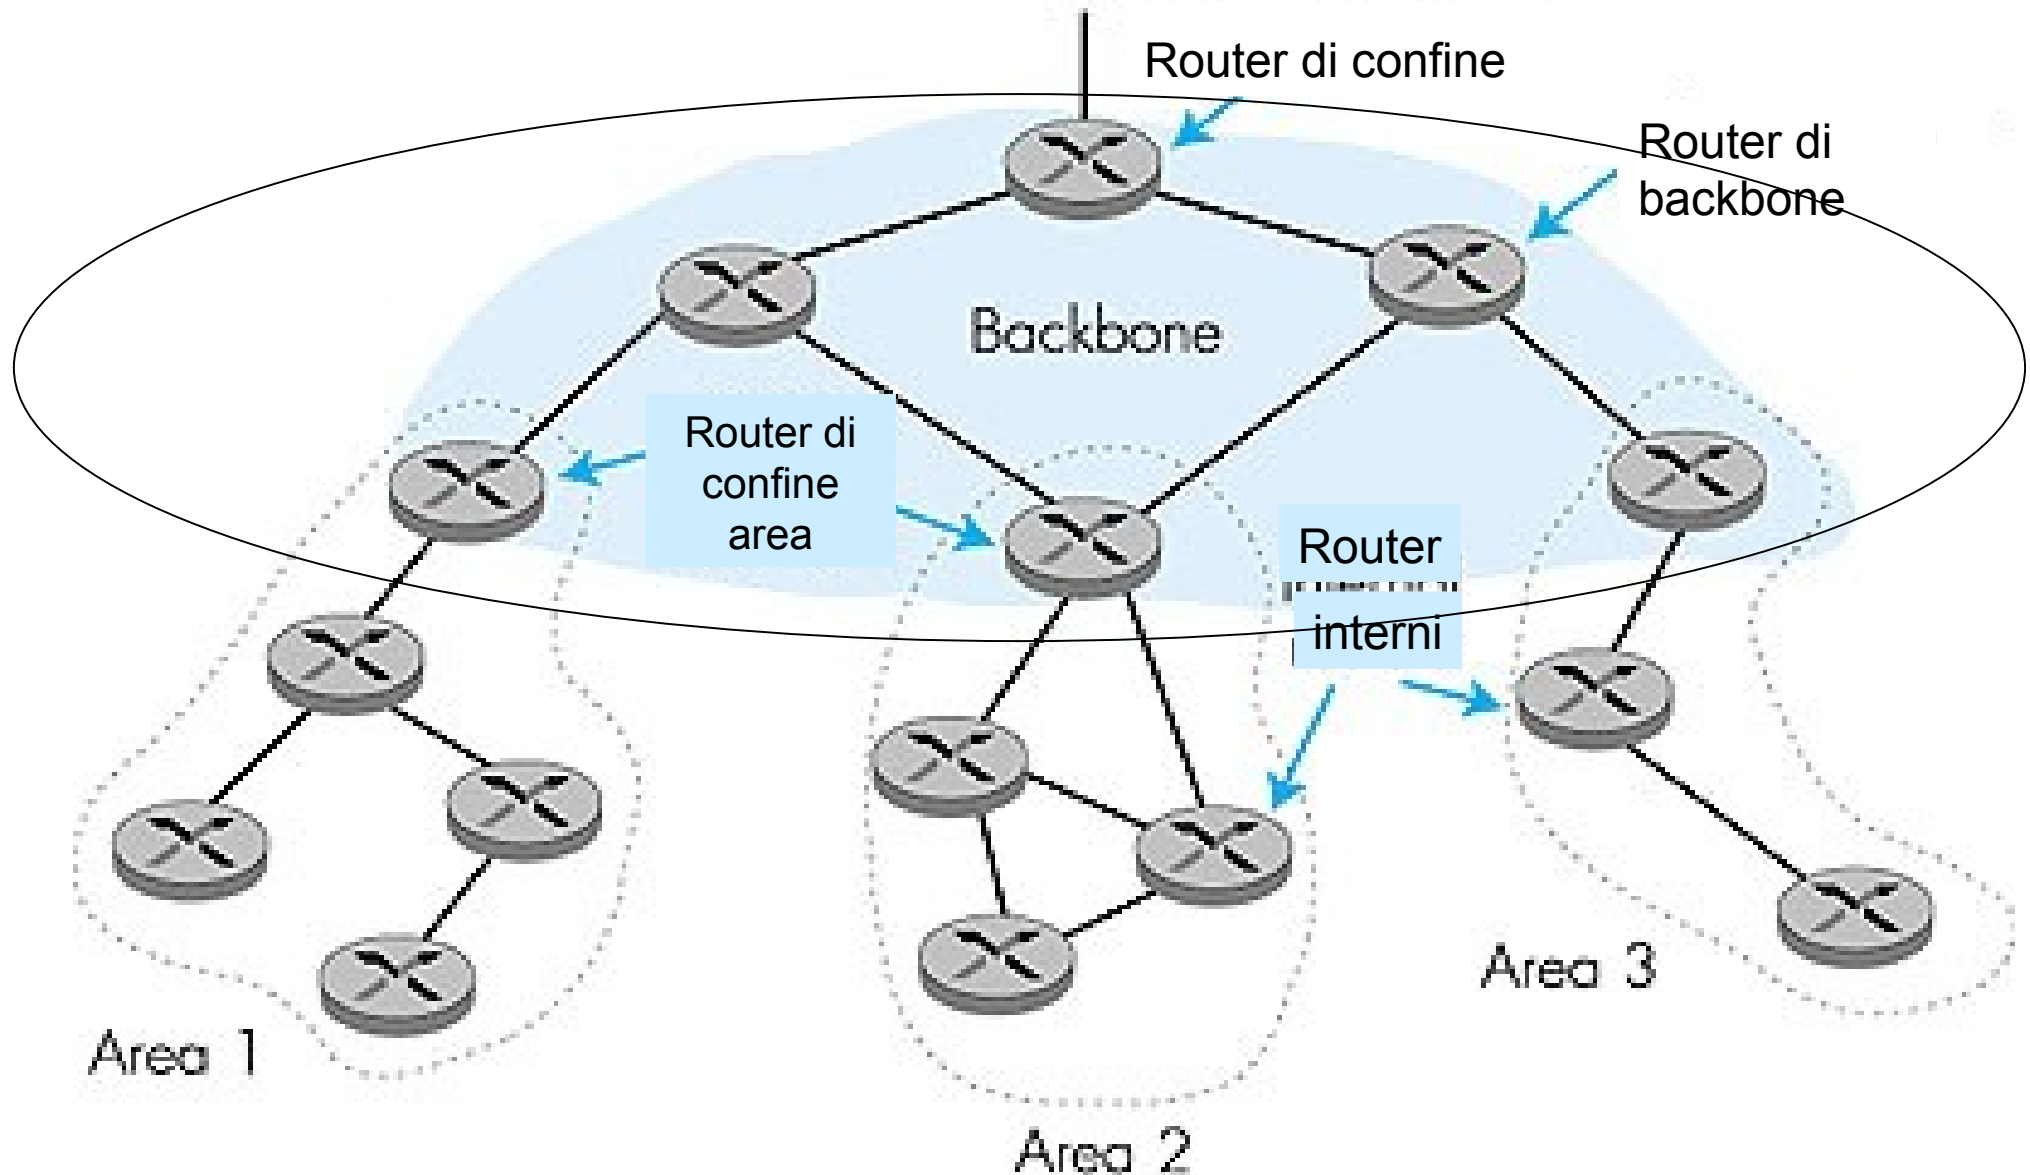 Router di confine
Router di
backbone
Backbone
Router di
confine
area
Router
interni
Area 3
Area 1
Area 2